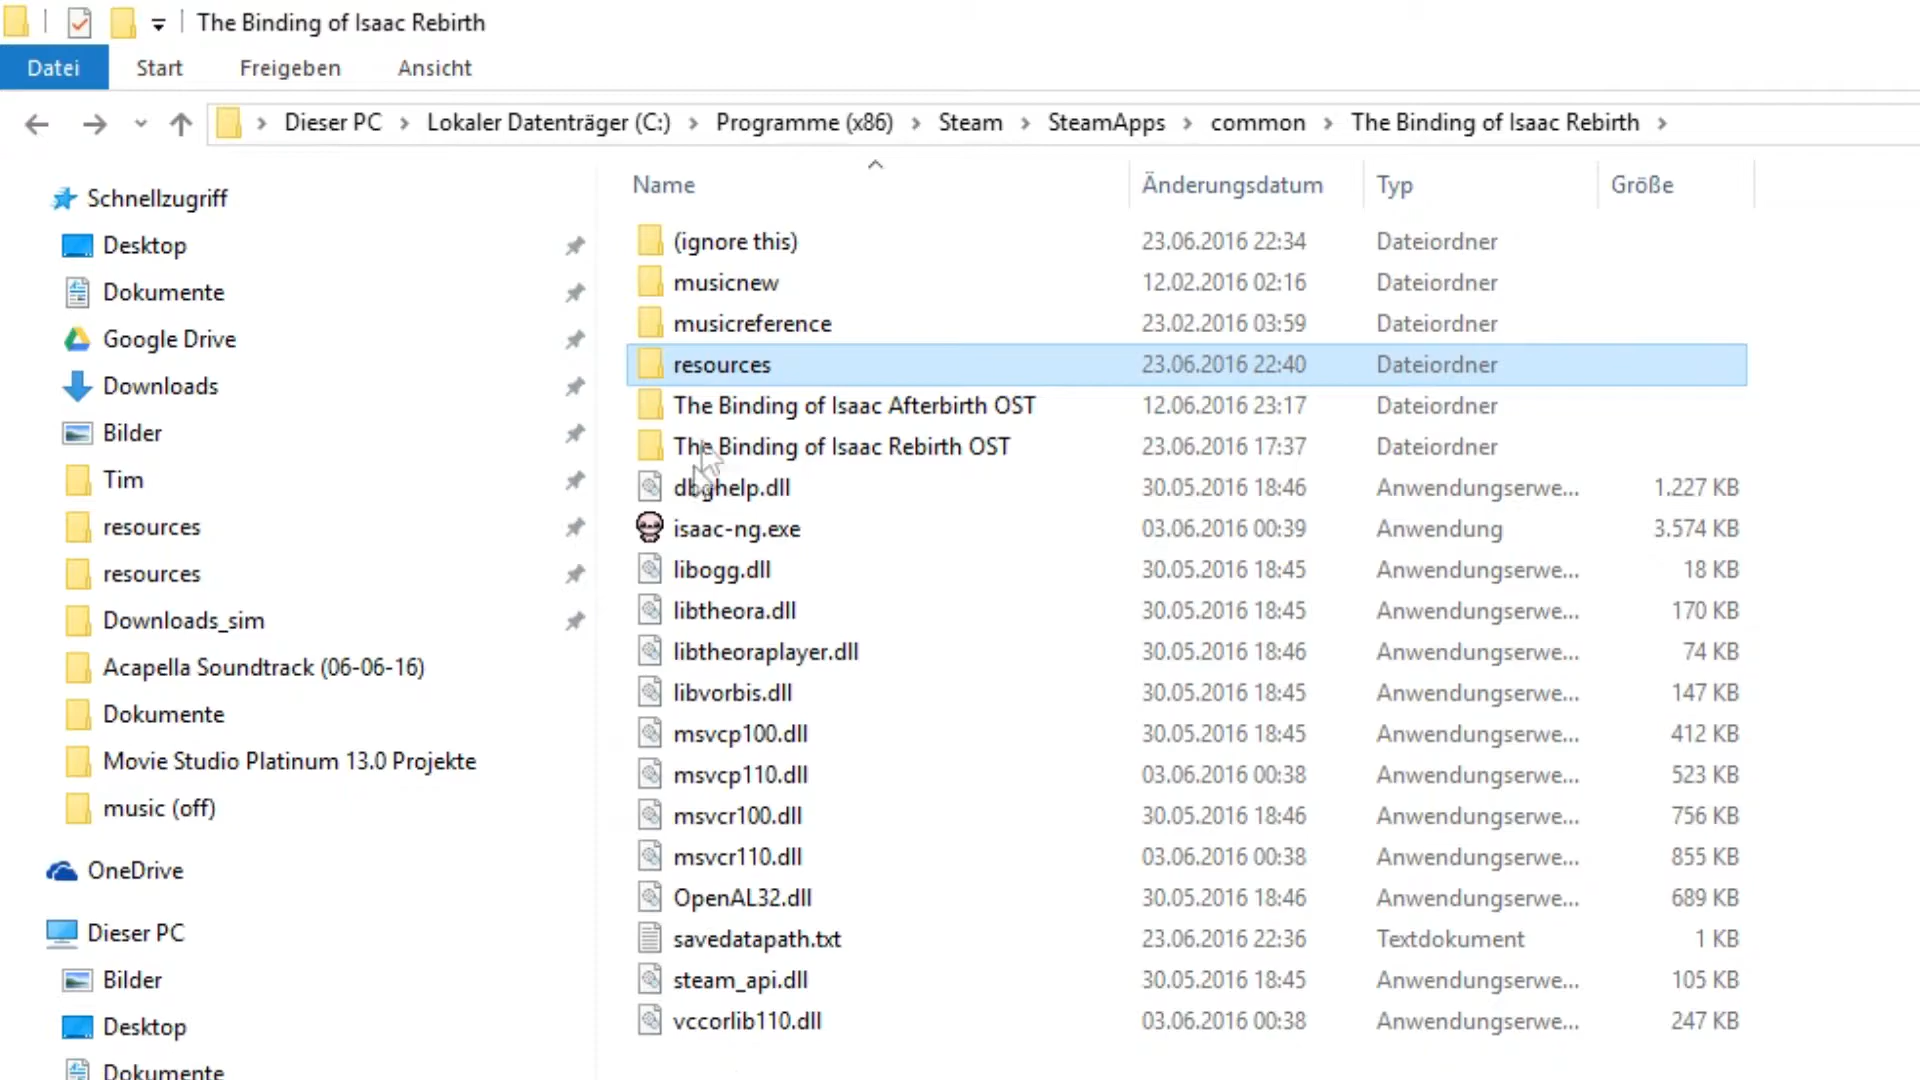 The Binding of Isaac Rebirth
Datei Start Freigeben Ansicht
Dieser PC Lokaler Datenträger (C:) Programme (x86) Steam SteamApps common The Binding of Isaac Rebirth
Schnellzugriff
Desktop
Dokumente
Google Drive
Downloads
Bilder
Tim
resources
resources
Downloads_sim
Acapella Soundtrack (06-06-16)
Dokumente
Movie Studio Platinum 13.0 Projekte
music (off)
OneDrive
Dieser PC
Bilder
Desktop
Dokumente
Name Änderungsdatum Typ Größe
(ignore this) 23.06.2016 22:34 Dateiordner
musicnew 12.02.2016 02:16 Dateiordner
musicreference 23.02.2016 03:59 Dateiordner
resources 23.06.2016 22:40 Dateiordner
The Binding of Isaac Afterbirth OST 12.06.2016 23:17 Dateiordner
The Binding of Isaac Rebirth OST 23.06.2016 17:37 Dateiordner
dbghelp.dll 30.05.2016 18:46 Anwendungserwe... 1.227 KB
isaac-ng.exe 03.06.2016 00:39 Anwendung 3.574 KB
libogg.dll 30.05.2016 18:45 Anwendungserwe... 18 KB
libtheora.dll 30.05.2016 18:45 Anwendungserwe... 170 KB
libtheoraplayer.dll 30.05.2016 18:46 Anwendungserwe... 74 KB
libvorbis.dll 30.05.2016 18:45 Anwendungserwe... 147 KB
msvcp100.dll 30.05.2016 18:45 Anwendungserwe... 412 KB
msvcp110.dll 03.06.2016 00:38 Anwendungserwe... 523 KB
msvcr100.dll 30.05.2016 18:46 Anwendungserwe... 756 KB
msvcr110.dll 03.06.2016 00:38 Anwendungserwe... 855 KB
OpenAL32.dll 30.05.2016 18:46 Anwendungserwe... 689 KB
savedatapath.txt 23.06.2016 22:36 Textdokument 1 KB
steam_api.dll 30.05.2016 18:45 Anwendungserwe... 105 KB
vccorlib110.dll 03.06.2016 00:38 Anwendungserwe... 247 KB